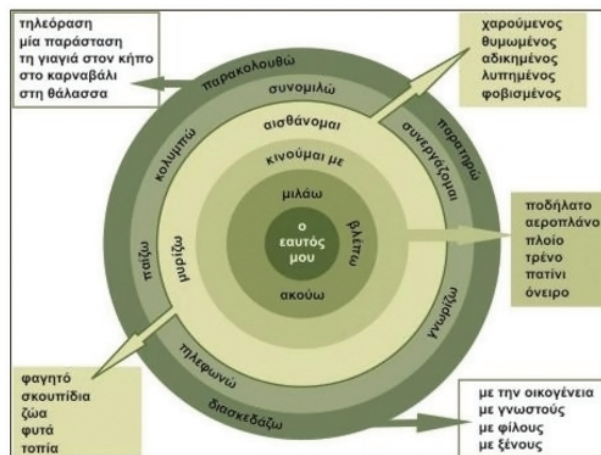 τηλεόραση
μία παράσταση
τη γιαγιά στον κήπο
στο καρναβάλι
στη θάλασσα
χαρούμενος
θυμωμένος
αδικημένος
λυπημένος
φοβισμένος
παρακολουθώ
παρατηρώ
συνομιλώ
κολυμπώ
συνεργάζομαι
αισθάνομαι
κινούμαι με
μιλάω
ο
εαυτός
μου
βλέπω
ακούω
μυρίζω
παίζω
γνωρίζω
τηλεφωνώ
διασκεδάζω
ποδήλατο
αεροπλάνο
πλοίο
τρένο
πατίνι
όνειρο
φαγητό
σκουπίδια
ζώα
φυτά
τοπία
με την οικογένεια
με γνωστούς
με φίλους
με ξένους